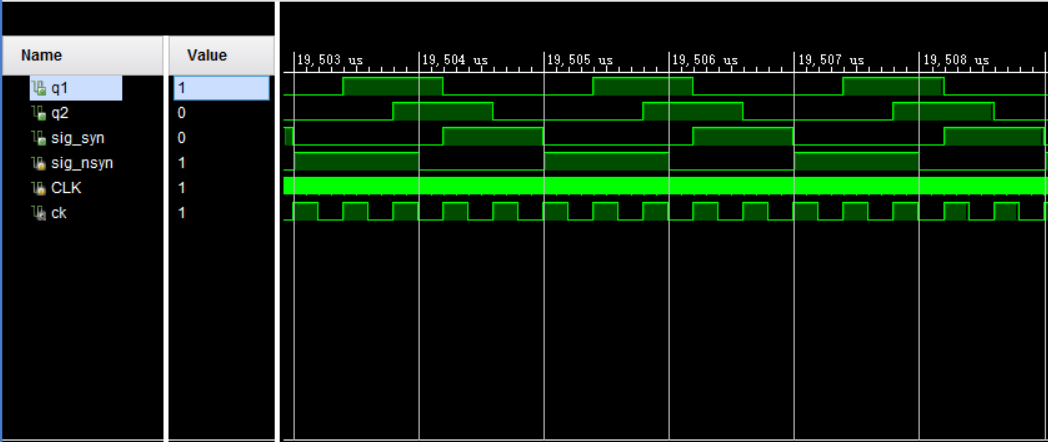 Name Value
19,503 us 19,504 us 19,505 us 19,506 us 19,507 us 19,508 us
q1 1
q2 0
sig_syn 0
sig_nsyn 1
CLK 1
ck 1